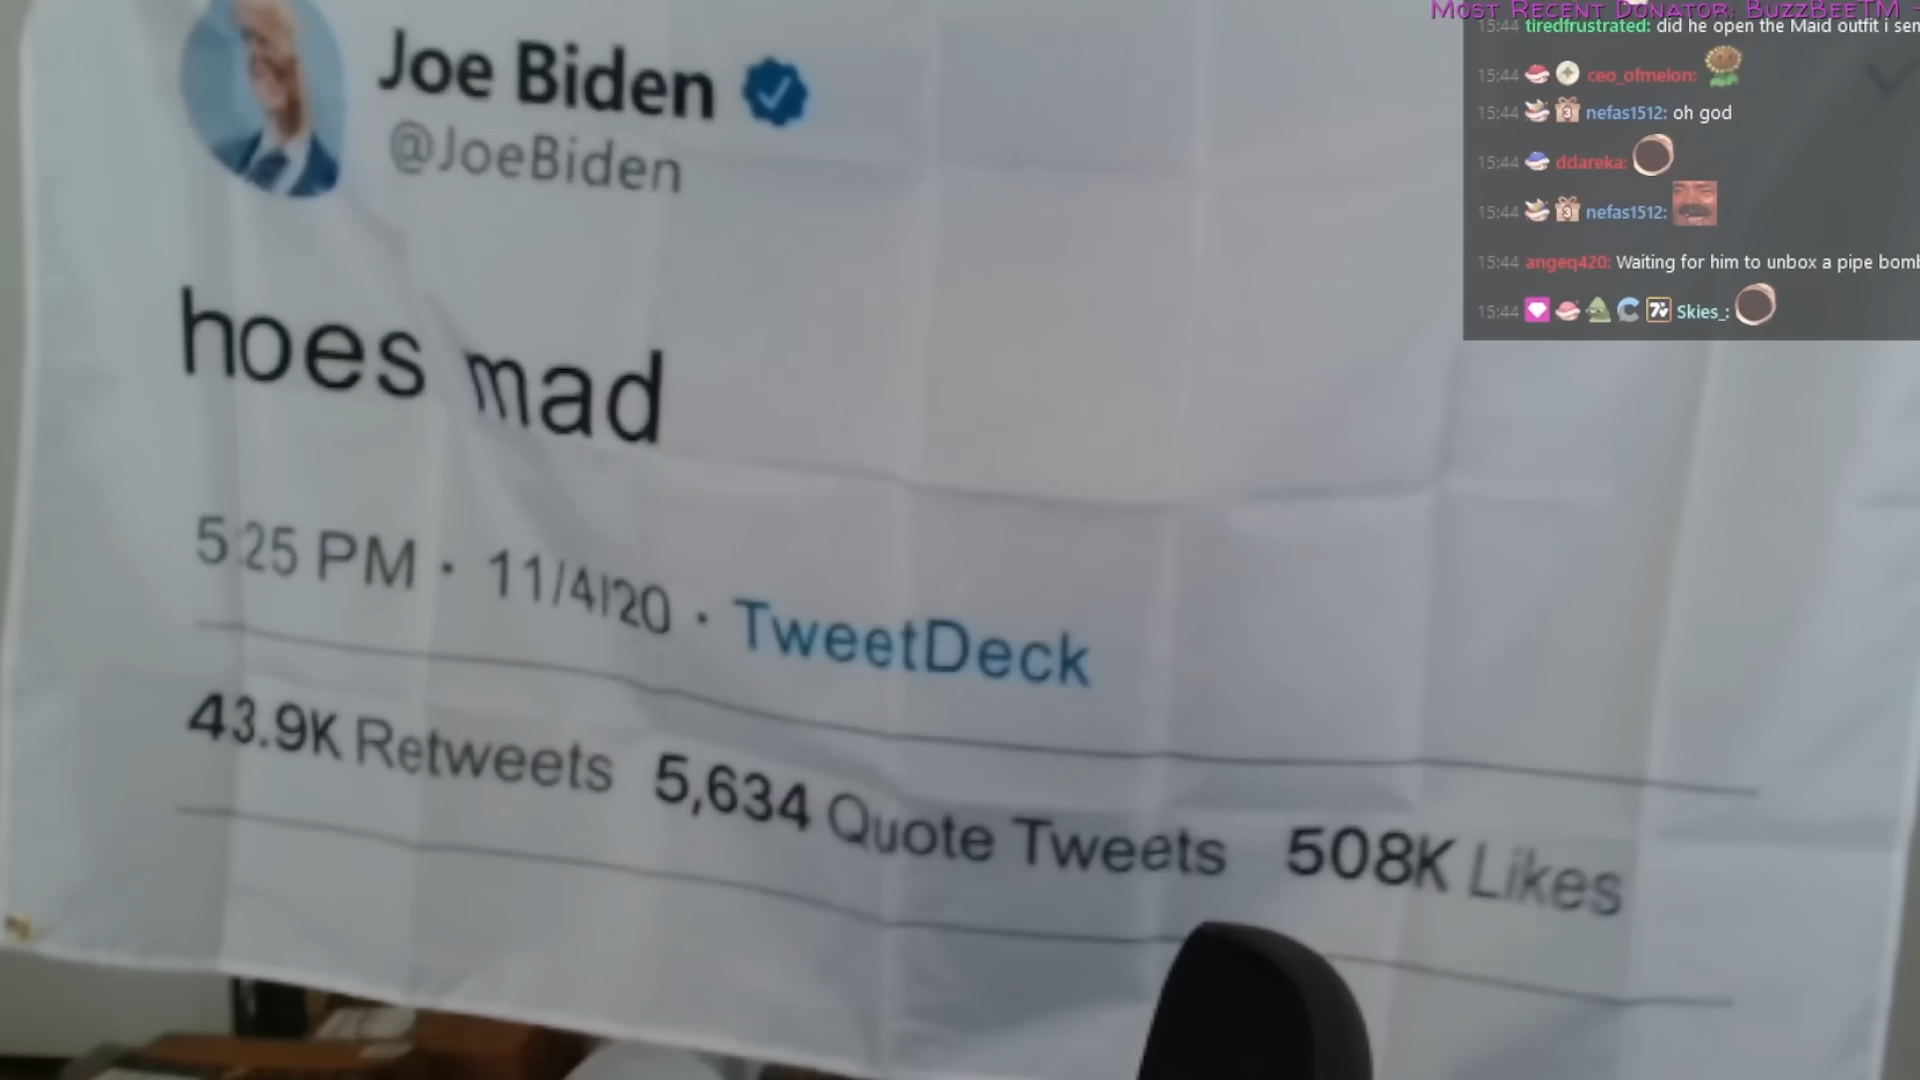 Joe Biden
@JoeBiden
hoes mad
5:25 PM · 11/4/20 · TweetDeck
43.9K Retweets 5,634 Quote Tweets 508K Likes
Most Recent Donator: BuzzBeeTM -
15:44 tiredfrustrated: did he open the Maid outfit i sen
15:44 ceo_ofmelon:
15:44 3 nefas1512: oh god
15:44 ddareka:
15:44 3 nefas1512:
15:44 angeq420: Waiting for him to unbox a pipe bomb
15:44 7 Skies_: